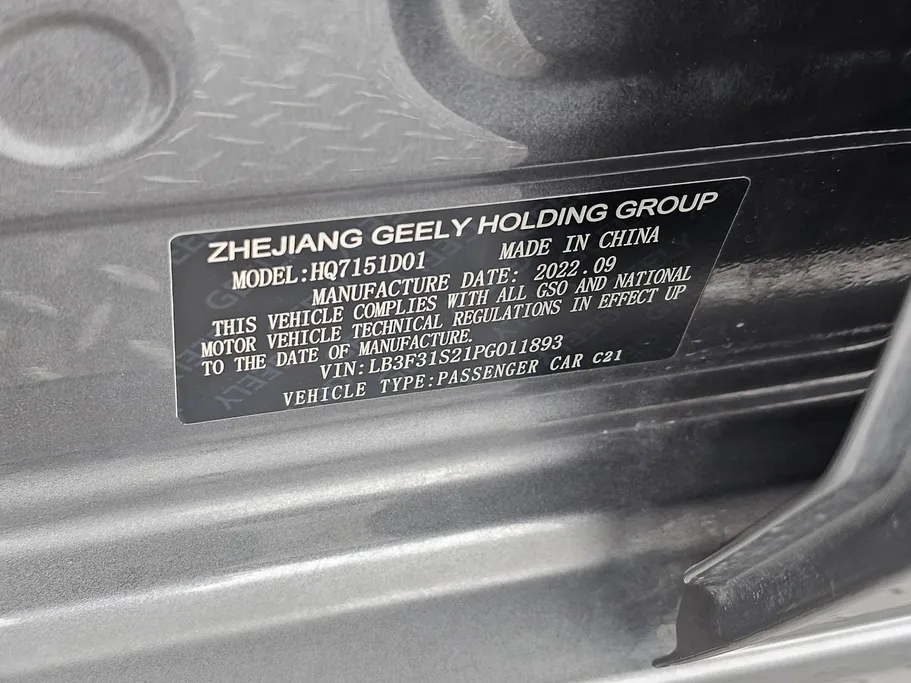 ZHEJIANG GEELY HOLDING GROUP
MODEL:HQ7151D01 MADE IN CHINA
MANUFACTURE DATE: 2022.09
THIS VEHICLE COMPLIES WITH ALL GSO AND NATIONAL
MOTOR VEHICLE TECHNICAL REGULATIONS IN EFFECT UP
TO THE DATE OF MANUFACTURE.
VIN:LB3F31S21PG011893
VEHICLE TYPE:PASSENGER CAR C21